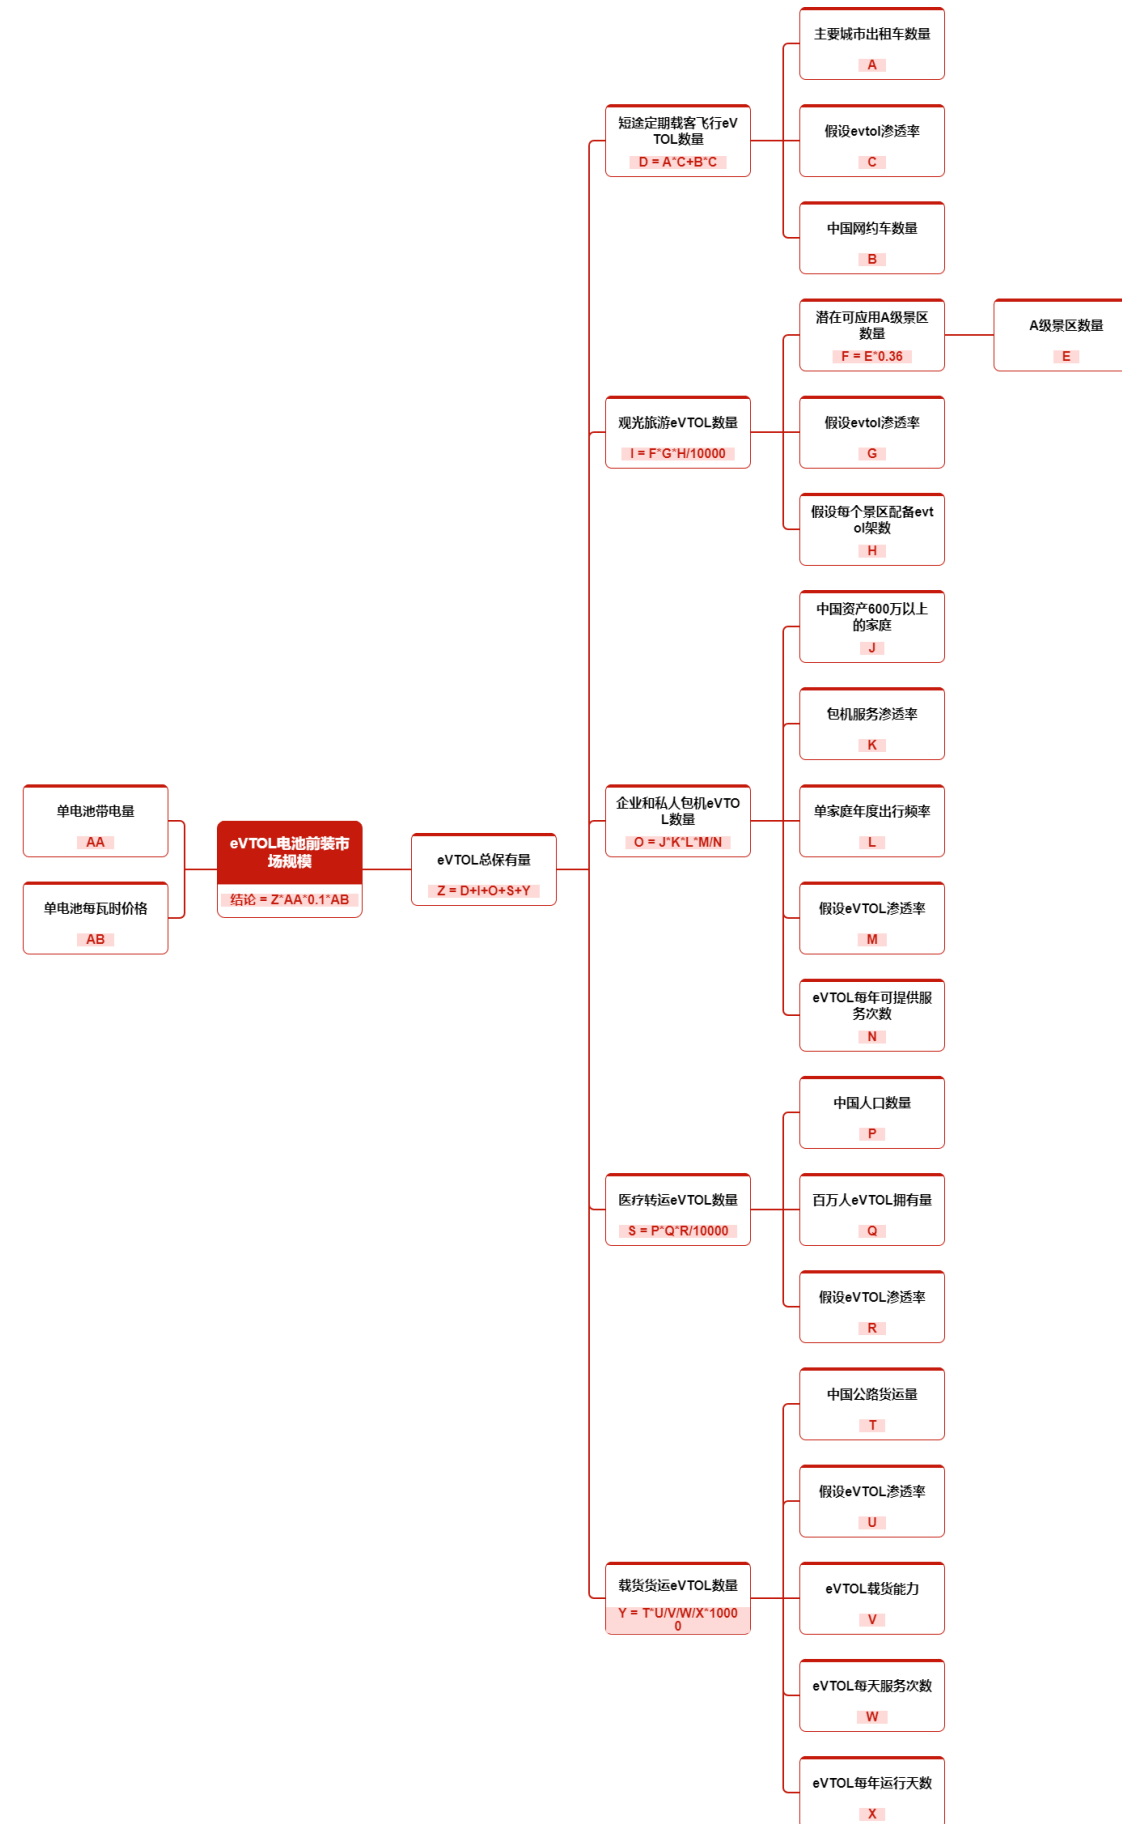 单电池带电量
AA
单电池每瓦时价格
AB
eVTOL电池前装市
场规模
结论 = Z*AA*0.1*AB
eVTOL总保有量
Z = D+I+O+S+Y
短途定期载客飞行eV
TOL数量
D = A*C+B*C
主要城市出租车数量
A
假设evtol渗透率
C
中国网约车数量
B
观光旅游eVTOL数量
I = F*G*H/10000
潜在可应用A级景区
数量
F = E*0.36
A级景区数量
E
假设evtol渗透率
G
假设每个景区配备evt
ol架数
H
企业和私人包机eVTO
L数量
O = J*K*L*M/N
中国资产600万以上
的家庭
J
包机服务渗透率
K
单家庭年度出行频率
L
假设eVTOL渗透率
M
eVTOL每年可提供服
务次数
N
医疗转运eVTOL数量
S = P*Q*R/10000
中国人口数量
P
百万人eVTOL拥有量
Q
假设eVTOL渗透率
R
载货货运eVTOL数量
Y = T*U/V/W/X*1000
0
中国公路货运量
T
假设eVTOL渗透率
U
eVTOL载货能力
V
eVTOL每天服务次数
W
eVTOL每年运行天数
X